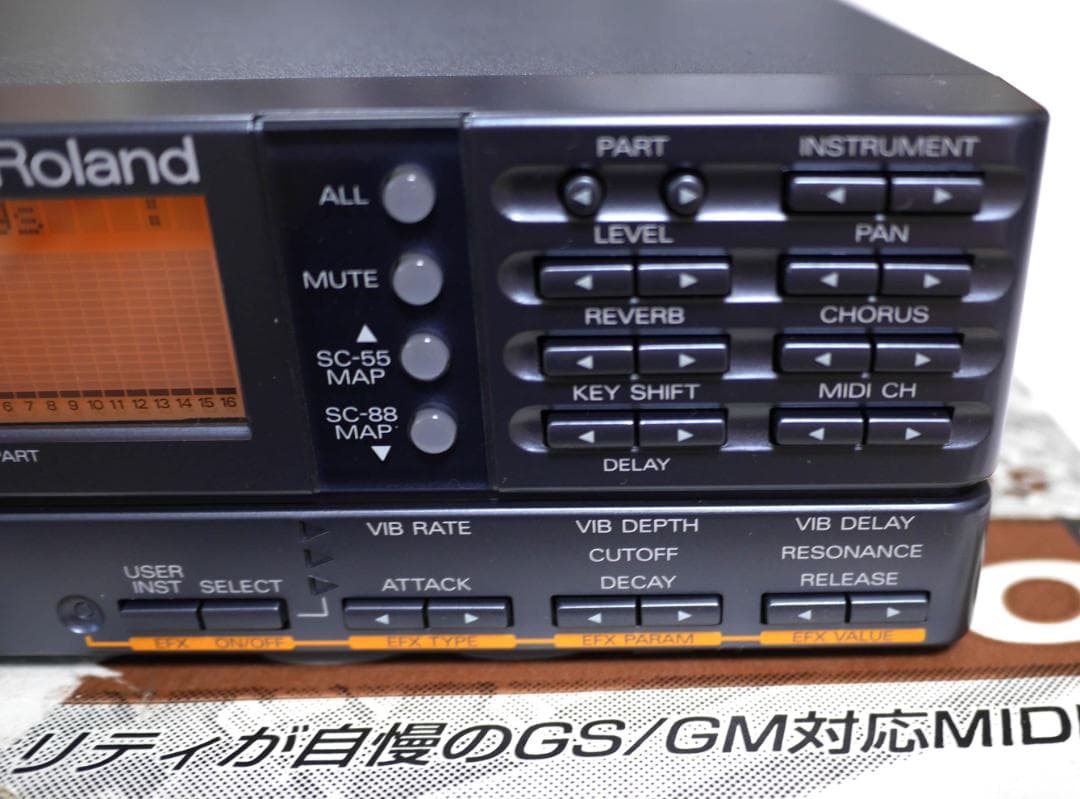 Roland
ALL
MUTE
SC-55
MAP
SC-88
MAP
6 7 8 9 10 11 12 13 14 15 16
PART
PART
INSTRUMENT
LEVEL
PAN
REVERB
CHORUS
KEY SHIFT
MIDI CH
DELAY
VIB RATE
VIB DEPTH
VIB DELAY
CUTOFF
RESONANCE
USER
INST
SELECT
ATTACK
DECAY
RELEASE
EFX ON/OFF
EFX TYPE
EFX PARAM
EFX VALUE
リティが自慢のGS/GM対応MIDI